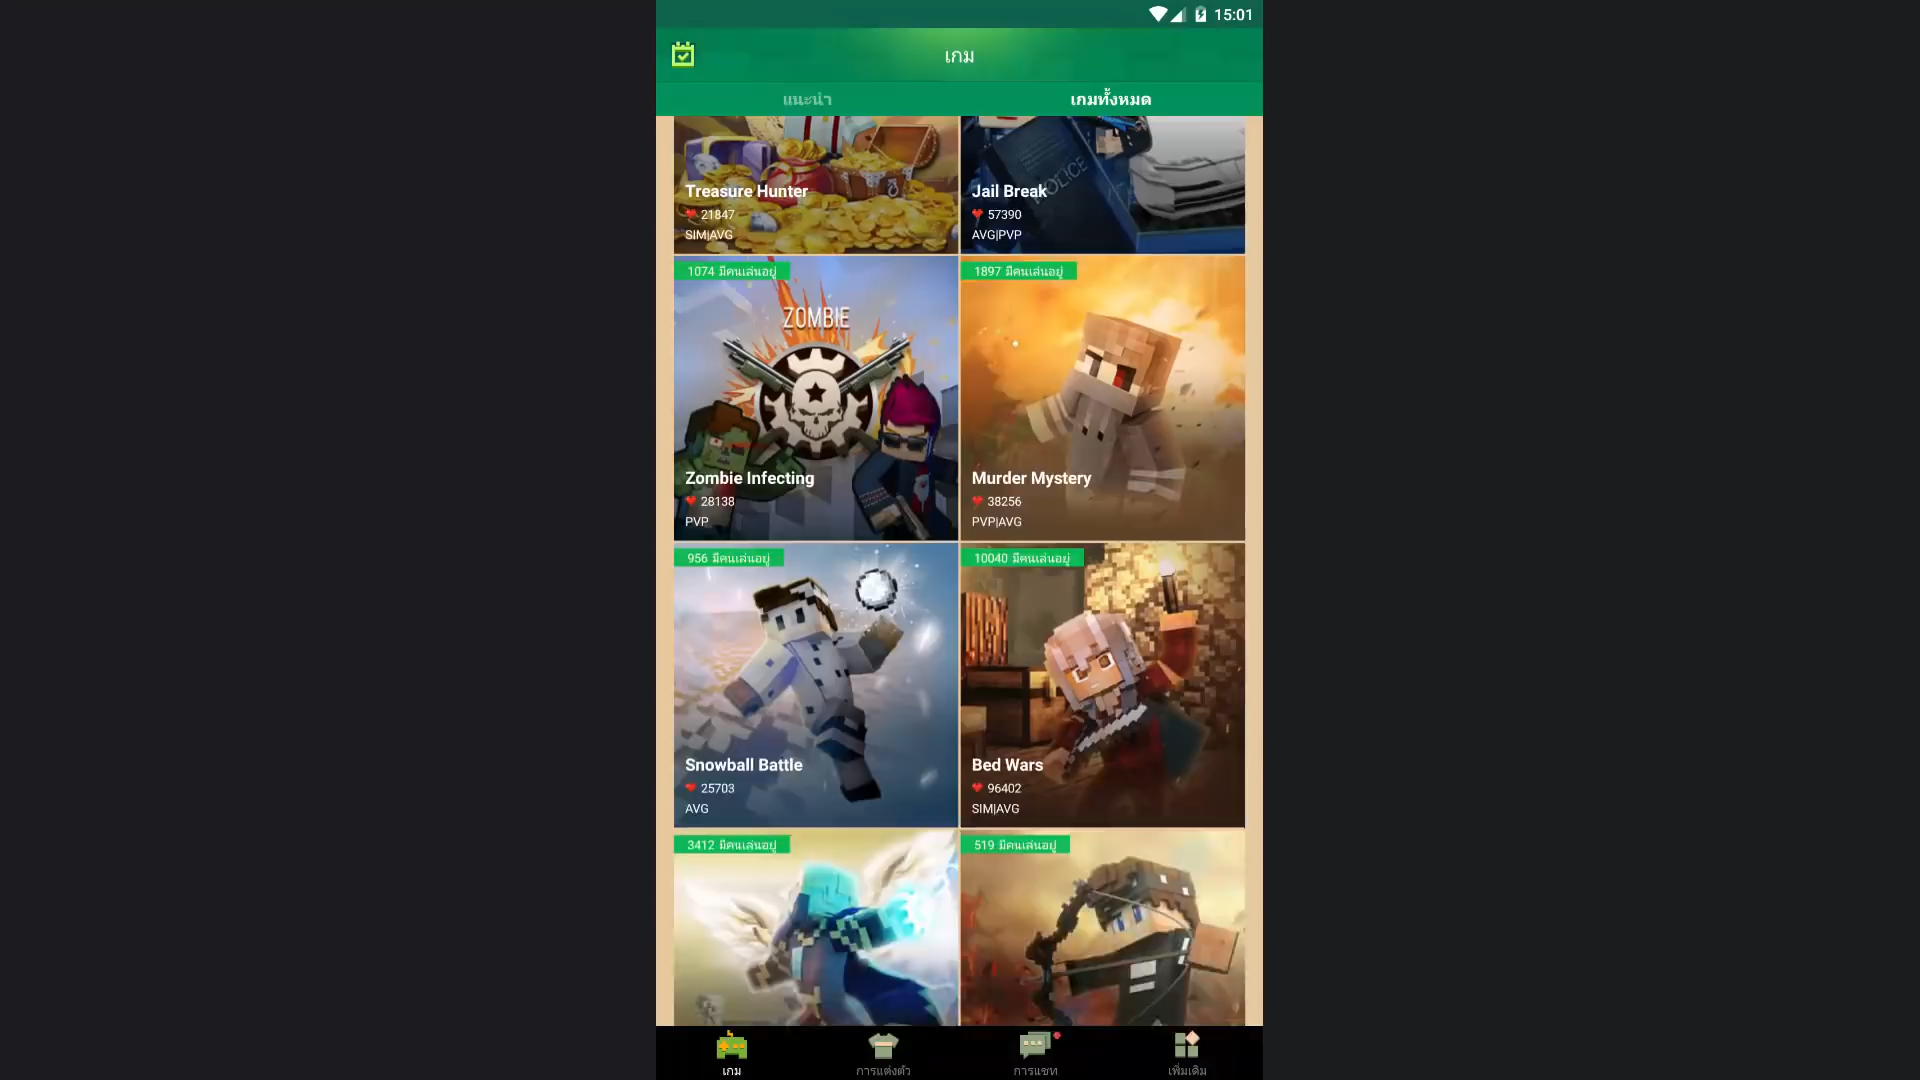 15:01
เกม
แนะนำ
เกมทั้งหมด
POLICE
Treasure Hunter
21847
SIM|AVG
Jail Break
57390
AVG|PVP
1074 มีคนเล่นอยู่
ZOMBIE
Zombie Infecting
28138
PVP
1897 มีคนเล่นอยู่
Murder Mystery
38256
PVP|AVG
956 มีคนเล่นอยู่
Snowball Battle
25703
AVG
10040 มีคนเล่นอยู่
Bed Wars
96402
SIM|AVG
3412 มีคนเล่นอยู่
519 มีคนเล่นอยู่
เกม
การแต่งตัว
การแชท
เพิ่มเติม